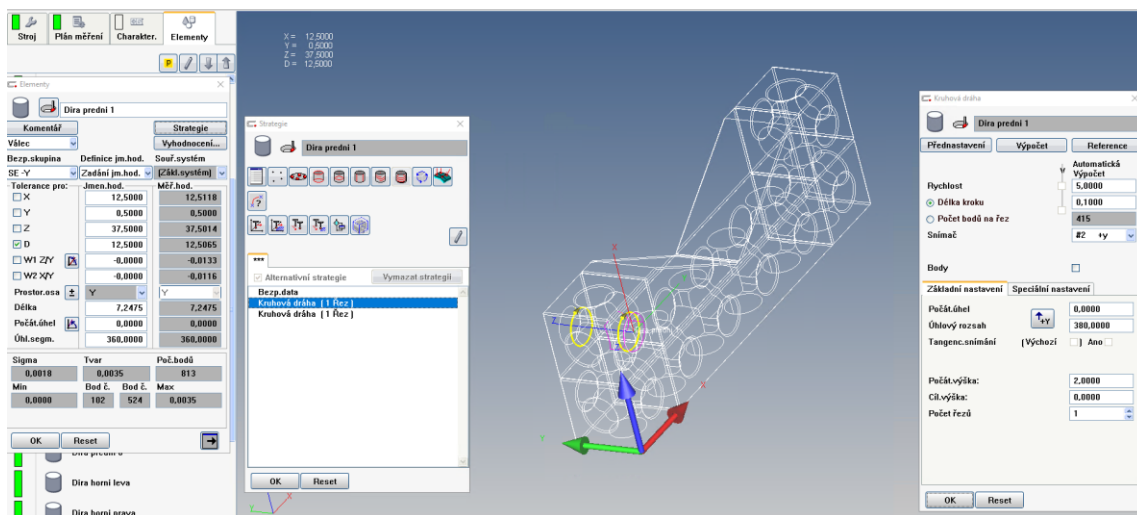 Stroj Plán měření Charakter. Elementy
P
Elementy
Dira predni 1
Komentář Strategie
Válec Vyhodnocení...
Bezp.skupina Definice jm.hod. Souř.systém
SE -Y Zadání jm.hod. (Zákl.systém)
Tolerance pro: Jmen.hod. Měř.hod.
X 12,5000 12,5118
Y 0,5000 0,5000
Z 37,5000 37,5014
D 12,5000 12,5065
W1 Z/Y -0,0000 -0,0133
W2 X/Y -0,0000 -0,0116
Prostor.osa ± Y Y
Délka 7,2475 7,2475
Počát.úhel 0,0000 0,0000
Úhl.segm. 360,0000 360,0000
Sigma Tvar Poč.bodů
0,0018 0,0035 813
Min Bod č. Bod č. Max
0,0000 102 524 0,0035
OK Reset
Dira horni leva
Dira horni prava
X = 12,5000
Y = 0,5000
Z = 37,5000
D = 12,5000
Strategie
Dira predni 1
***
Alternativní strategie Vymazat strategii
Bezp.data
Kruhová dráha ( 1 Řez )
Kruhová dráha ( 1 Řez )
OK Reset
X
Z
X
Y
Z
X
Kruhová dráha
Dira predni 1
Přednastavení Výpočet Reference
Automatická
Výpočet
Rychlost 5,0000
Délka kroku 0,1000
Počet bodů na řez 415
Snímač #2 +y
Body
Základní nastavení Speciální nastavení
Počát.úhel 0,0000
+Y
Úhlový rozsah 380,0000
Tangenc.snímání (Výchozí ) Ano
Počát.výška: 2,0000
Cíl.výška: 0,0000
Počet řezů 1
OK Reset